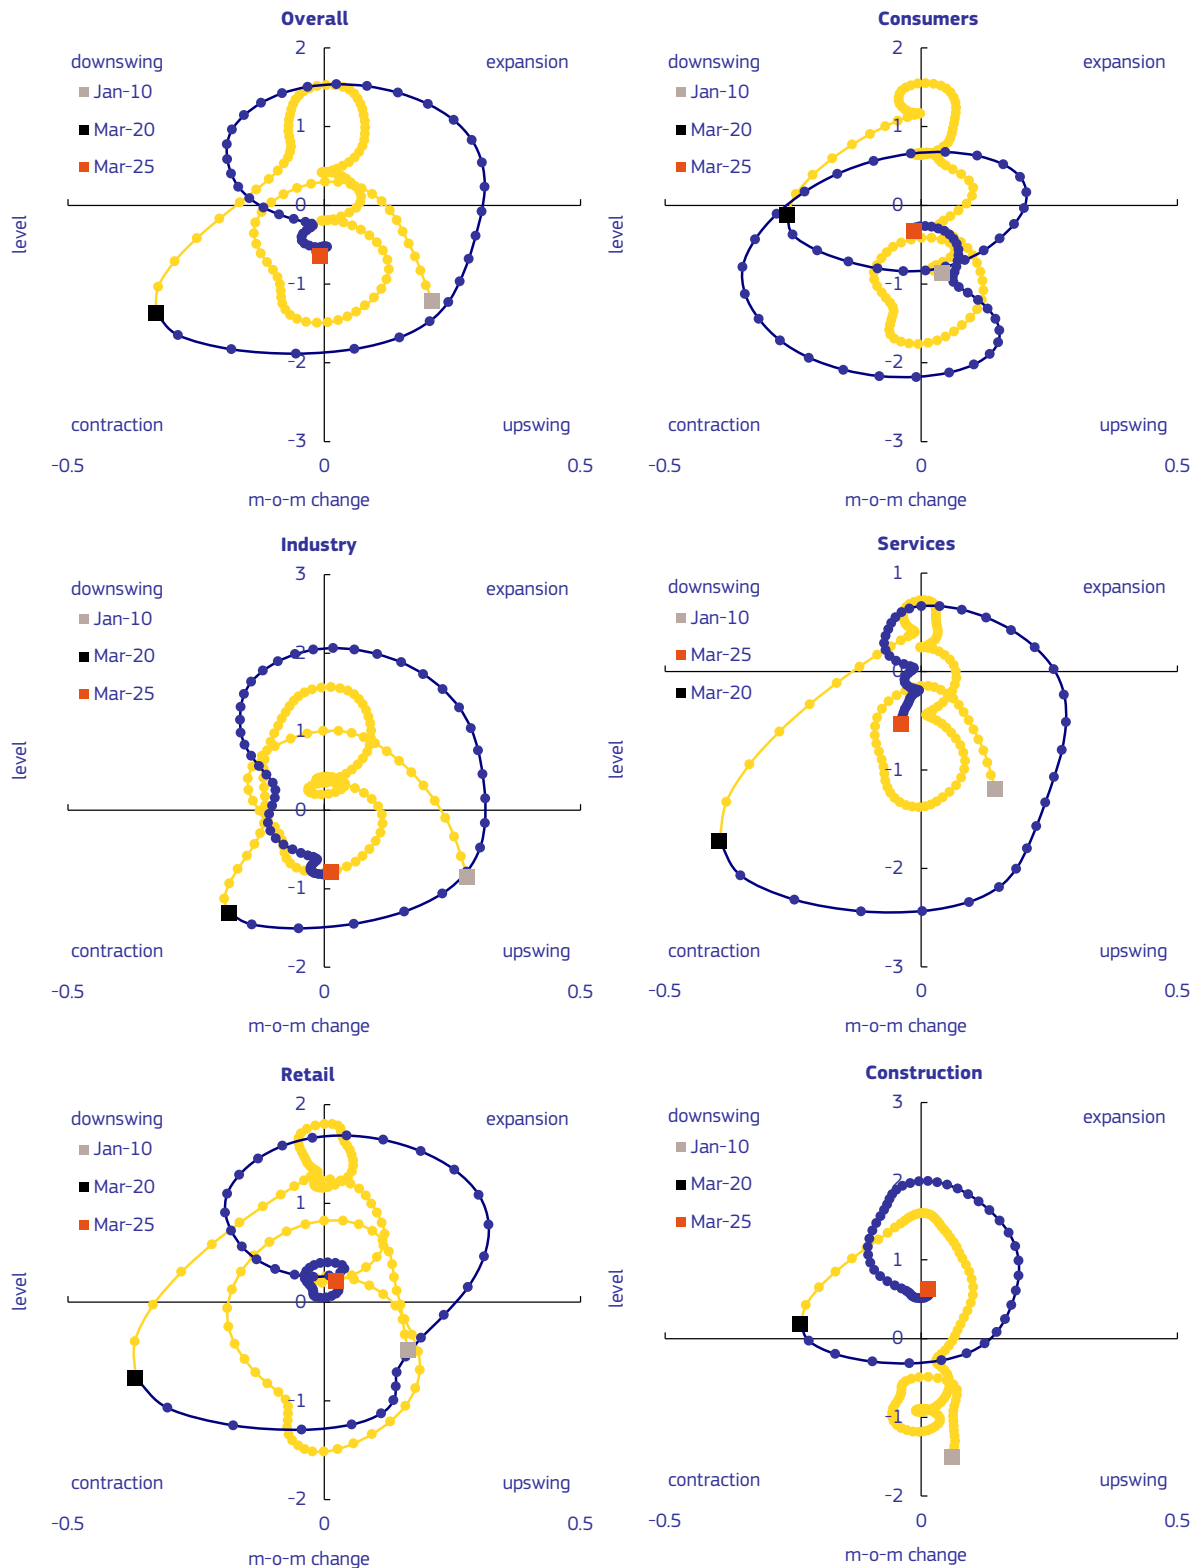 Overall
downswing
expansion
Jan-10
Mar-20
Mar-25
2
1
0
-1
-2
-3
level
contraction
upswing
-0.5
0
0.5
m-o-m change
Consumers
downswing
expansion
Jan-10
Mar-20
Mar-25
2
1
0
-1
-2
-3
level
contraction
upswing
-0.5
0
0.5
m-o-m change
Industry
downswing
expansion
Jan-10
Mar-20
Mar-25
3
2
1
0
-1
-2
level
contraction
upswing
-0.5
0
0.5
m-o-m change
Services
downswing
expansion
Jan-10
Mar-25
Mar-20
1
0
-1
-2
-3
level
contraction
upswing
-0.5
0
0.5
m-o-m change
Retail
downswing
expansion
Jan-10
Mar-20
Mar-25
2
1
0
-1
-2
level
contraction
upswing
-0.5
0
0.5
m-o-m change
Construction
downswing
expansion
Jan-10
Mar-20
Mar-25
3
2
1
0
-1
-2
level
contraction
upswing
-0.5
0
0.5
m-o-m change